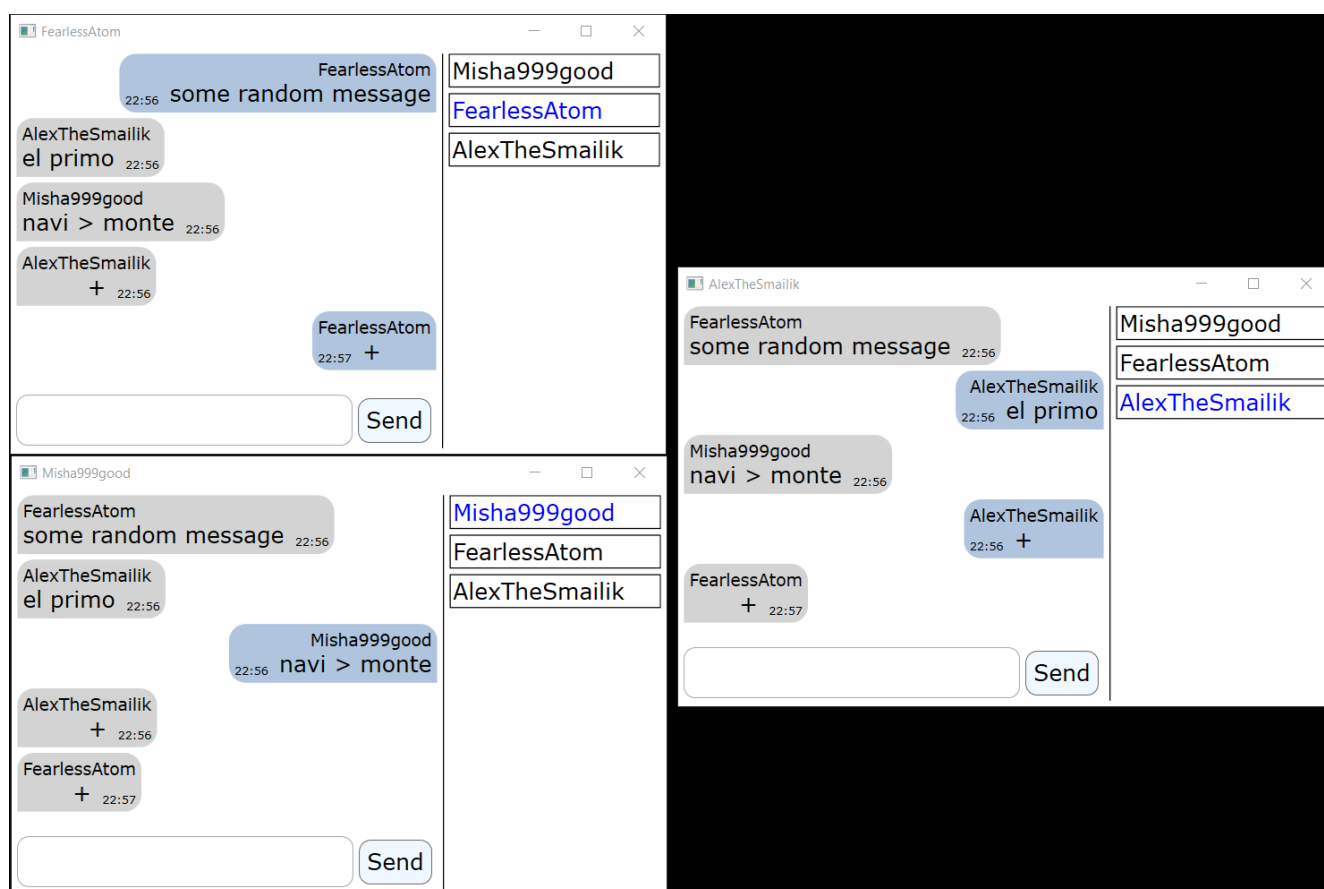 FearlessAtom
FearlessAtom
22:56 some random message
AlexTheSmailik
el primo 22:56
Misha999good
navi > monte 22:56
AlexTheSmailik
+ 22:56
FearlessAtom
22:57 +
Send
Misha999good
FearlessAtom
AlexTheSmailik
Misha999good
FearlessAtom
some random message 22:56
AlexTheSmailik
el primo 22:56
Misha999good
22:56 navi > monte
AlexTheSmailik
+ 22:56
FearlessAtom
+ 22:57
Send
Misha999good
FearlessAtom
AlexTheSmailik
AlexTheSmailik
FearlessAtom
some random message 22:56
AlexTheSmailik
22:56 el primo
Misha999good
navi > monte 22:56
AlexTheSmailik
22:56 +
FearlessAtom
+ 22:57
Send
Misha999good
FearlessAtom
AlexTheSmailik